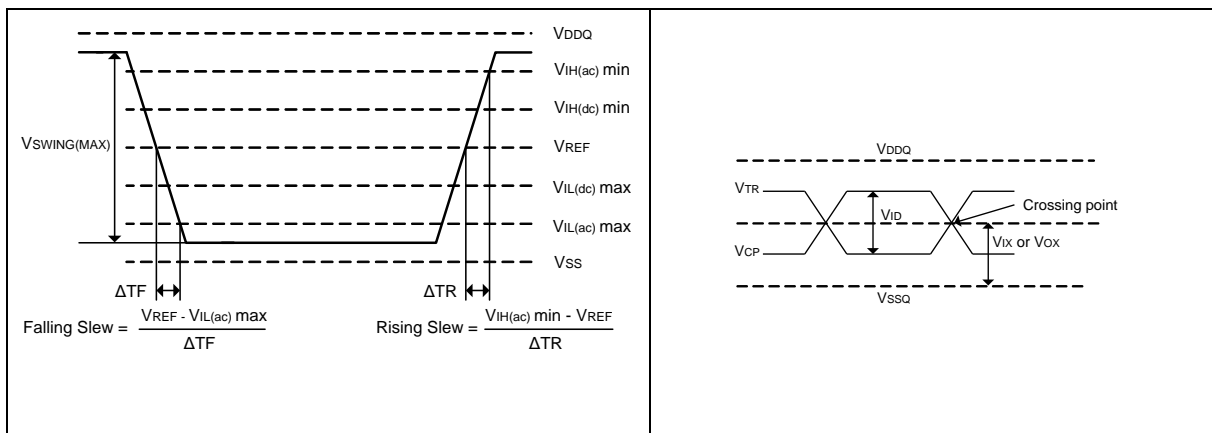 VDDQ
VIH(ac) min
VIH(dc) min
VSWING(MAX)
VREF
VIL(dc) max
VIL(ac) max
VSS
ΔTF
ΔTR
Falling Slew = VREF - VIL(ac) max
ΔTF
Rising Slew = VIH(ac) min - VREF
ΔTR
VDDQ
VTR
VID
Crossing point
VCP
VIX or VOX
VSSQ